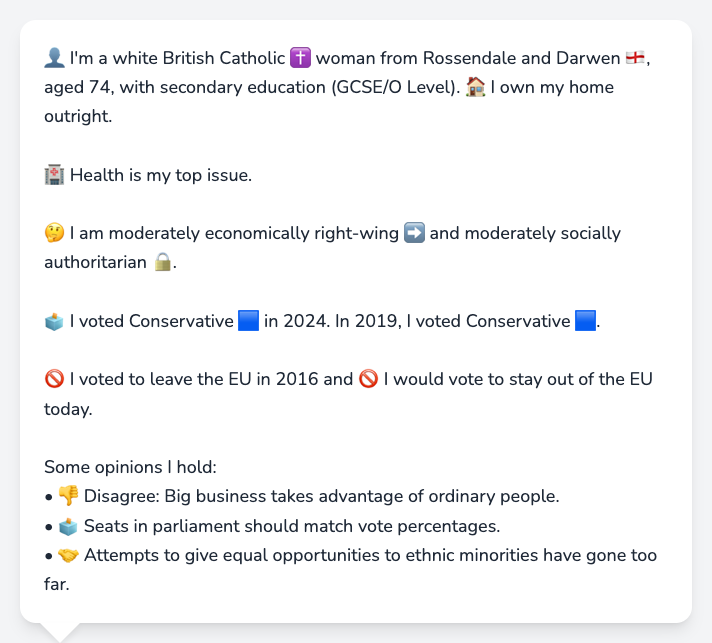 👤 I'm a white British Catholic ✝️ woman from Rossendale and Darwen 🏴󠁧󠁢󠁥󠁮󠁧󠁿,
aged 74, with secondary education (GCSE/O Level). 🏠 I own my home
outright.
🏥 Health is my top issue.
🤔 I am moderately economically right-wing ➡️ and moderately socially
authoritarian 🔒.
🗳️ I voted Conservative 🟦 in 2024. In 2019, I voted Conservative 🟦.
🚫 I voted to leave the EU in 2016 and 🚫 I would vote to stay out of the EU
today.
Some opinions I hold:
• 👎 Disagree: Big business takes advantage of ordinary people.
• 🗳️ Seats in parliament should match vote percentages.
• 🤝 Attempts to give equal opportunities to ethnic minorities have gone too
far.